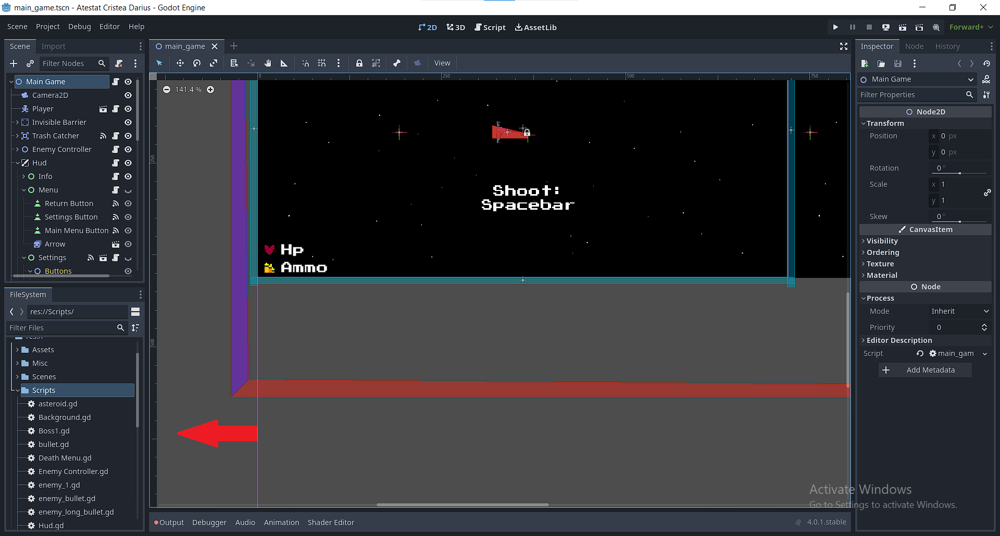 main_game.tscn - Atestat Cristea Darius - Godot Engine
Scene Project Debug Editor Help
2D 3D Script AssetLib
Forward+
Scene Import
main_game
Inspector Node History
Filter Nodes
View
Main Game
Camera2D
Player
Invisible Barrier
Trash Catcher
Enemy Controller
Hud
Info
Menu
Return Button
Settings Button
Main Menu Button
Arrow
Settings
Buttons
FileSystem
res://Scripts/
Filter Files
res://
Assets
Misc
Scenes
Scripts
asteroid.gd
Background.gd
Boss1.gd
bullet.gd
Death Menu.gd
Enemy Controller.gd
enemy_1.gd
enemy_bullet.gd
enemy_long_bullet.gd
Hud.gd
0 250 500 750
250
500
141.4 %
Shoot:
Spacebar
Hp
Ammo
Output Debugger Audio Animation Shader Editor
4.0.1.stable
Main Game
Filter Properties
Node2D
Transform
Position x 0 px
y 0 px
Rotation 0 °
Scale x 1
y 1
Skew 0 °
CanvasItem
Visibility
Ordering
Texture
Material
Node
Process
Mode Inherit
Priority 0
Editor Description
Script main_gam
Add Metadata
Activate Windows
Go to Settings to activate Windows.